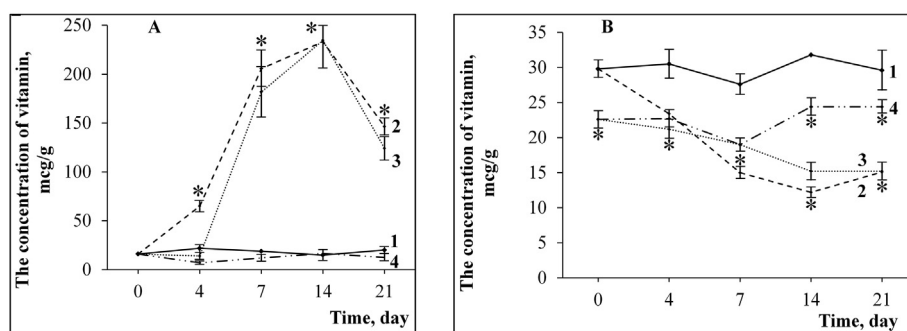 A
The concentration of vitamin,
mcg/g
250
200
150
100
50
0
* * * * 
1
2
3
4
0 4 7 14 21
Time, day
B
The concentration of vitamin,
mcg/g
35
30
25
20
15
10
5
0
1
4
3
2
* * * * *
* *
0 4 7 14 21
Time, day